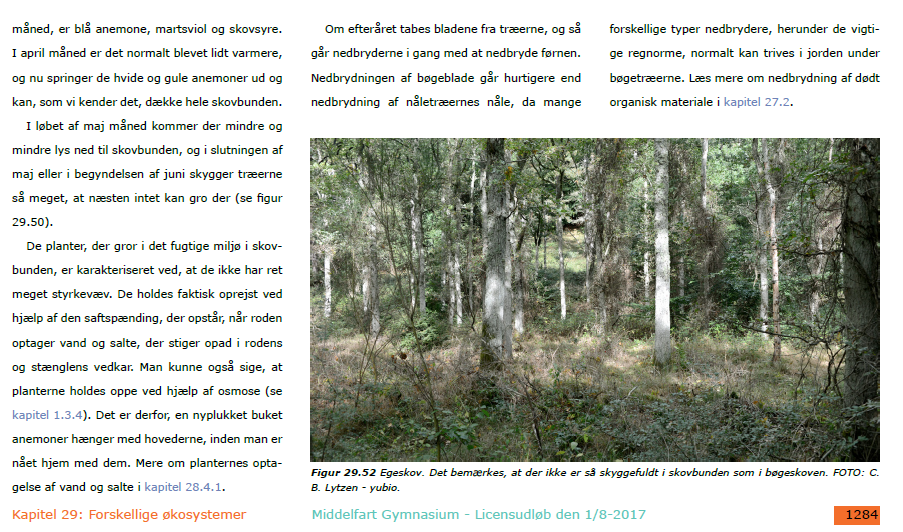 måned, er blå anemone, martsviol og skovsyre.
I april måned er det normalt blevet lidt varmere,
og nu springer de hvide og gule anemoner ud og
kan, som vi kender det, dække hele skovbunden.
I løbet af maj måned kommer der mindre og
mindre lys ned til skovbunden, og i slutningen af
maj eller i begyndelsen af juni skygger træerne
så meget, at næsten intet kan gro der (se figur
29.50).
De planter, der gror i det fugtige miljø i skov-
bunden, er karakteriseret ved, at de ikke har ret
meget styrkevæv. De holdes faktisk oprejst ved
hjælp af den saftspænding, der opstår, når roden
optager vand og salte, der stiger opad i rodens
og stænglens vedkar. Man kunne også sige, at
planterne holdes oppe ved hjælp af osmose (se
kapitel 1.3.4). Det er derfor, en nyplukket buket
anemoner hænger med hovederne, inden man er
nået hjem med dem. Mere om planternes opta-
gelse af vand og salte i kapitel 28.4.1.
Om efteråret tabes bladene fra træerne, og så
går nedbryderne i gang med at nedbryde førnen.
Nedbrydningen af bøgeblade går hurtigere end
nedbrydning af nåletræernes nåle, da mange
forskellige typer nedbrydere, herunder de vigti-
ge regnorme, normalt kan trives i jorden under
bøgetræerne. Læs mere om nedbrydning af dødt
organisk materiale i kapitel 27.2.
Figur 29.52 Egeskov. Det bemærkes, at der ikke er så skyggefuldt i skovbunden som i bøgeskoven. FOTO: C.
B. Lytzen - yubio.
Kapitel 29: Forskellige økosystemer
Middelfart Gymnasium - Licensudløb den 1/8-2017
1284